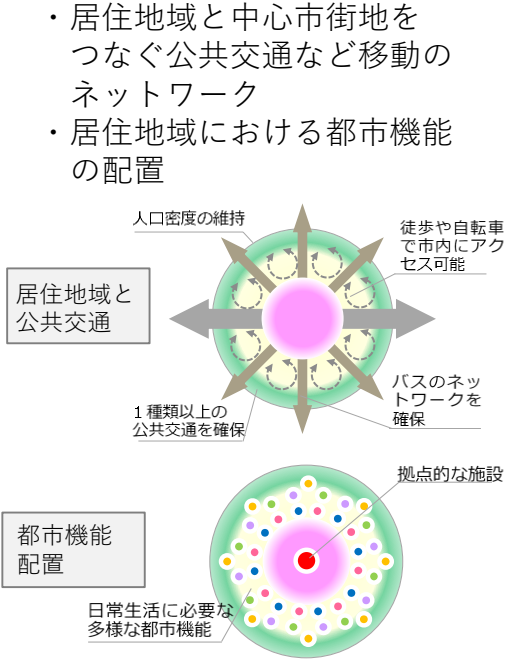 ・居住地域と中心市街地を
つなぐ公共交通など移動の
ネットワーク
・居住地域における都市機能
の配置
人口密度の維持
徒歩や自転車
で市内にアク
セス可能
居住地域と
公共交通
バスのネッ
トワークを
確保
１種類以上の
公共交通を確保
拠点的な施設
都市機能
配置
日常生活に必要な
多様な都市機能